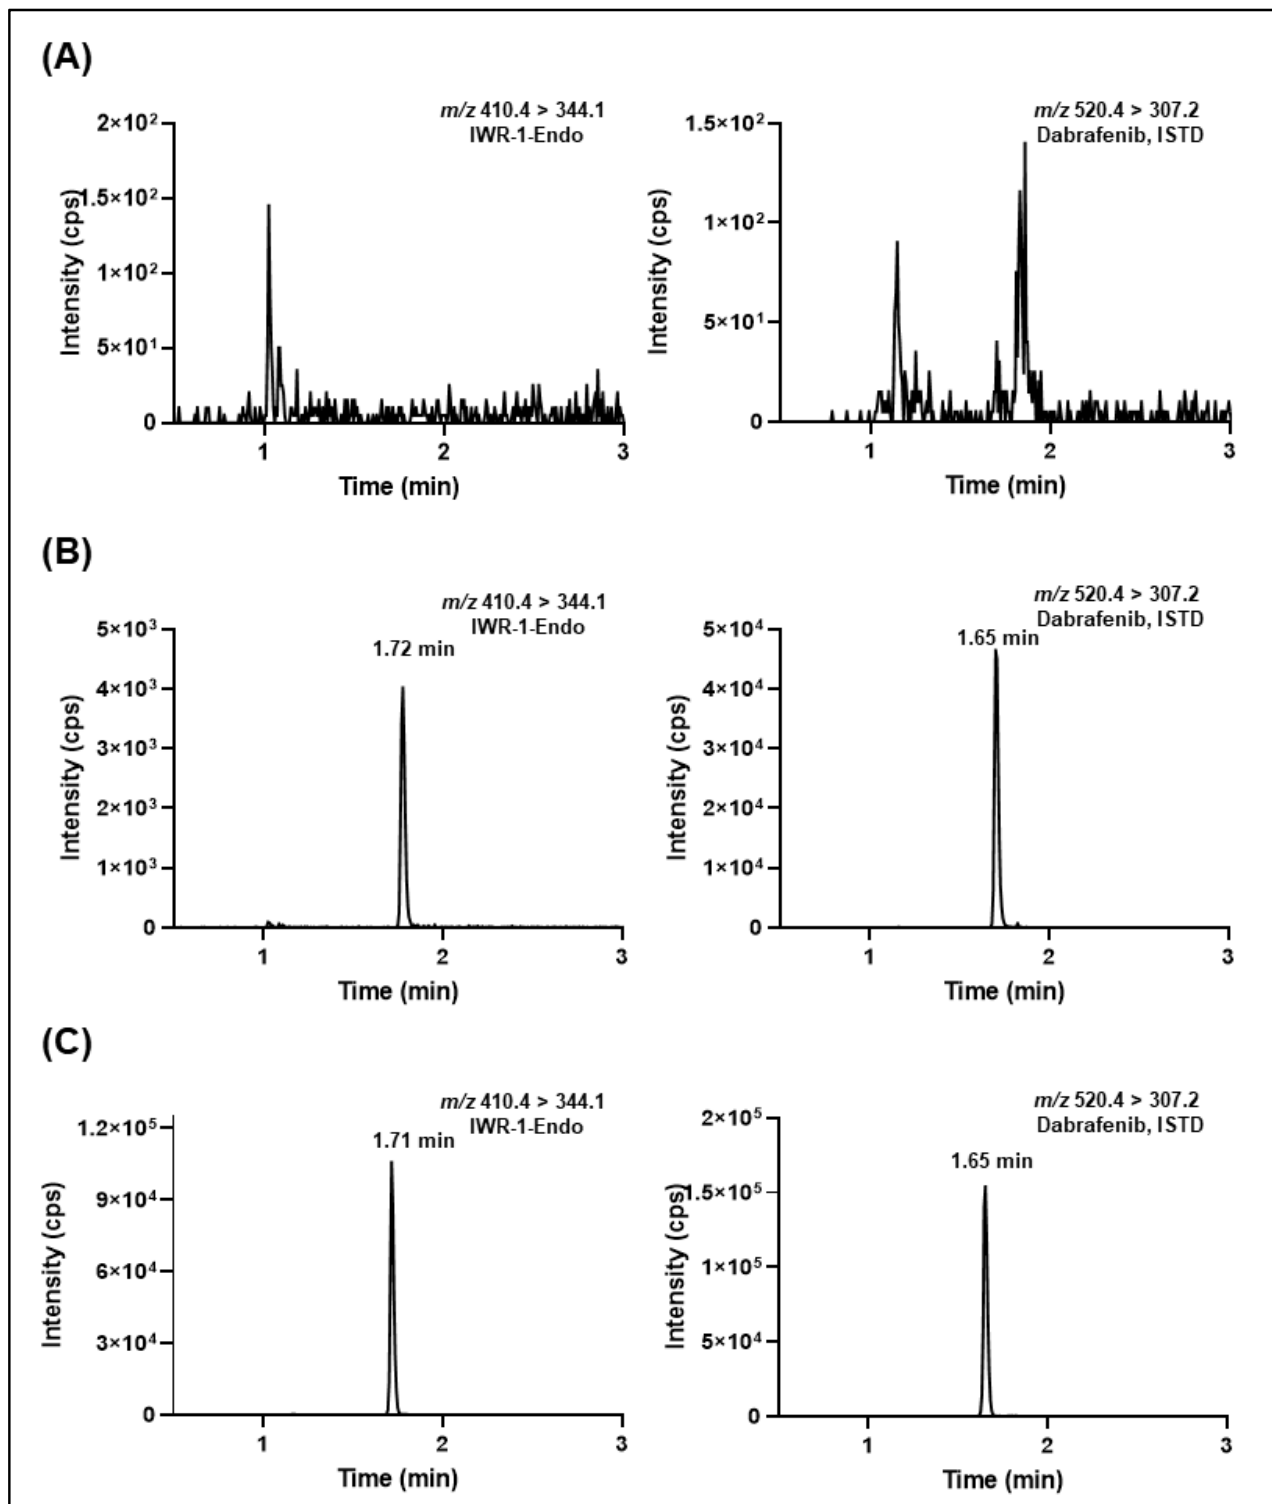 (A)
m/z 410.4 > 344.1
IWR-1-Endo
2×10²
1.5×10²
1×10²
5×10¹
0
Intensity (cps)
1
2
3
Time (min)
m/z 520.4 > 307.2
Dabrafenib, ISTD
1.5×10²
1×10²
5×10¹
0
Intensity (cps)
1
2
3
Time (min)
(B)
m/z 410.4 > 344.1
IWR-1-Endo
1.72 min
5×10³
4×10³
3×10³
2×10³
1×10³
0
Intensity (cps)
1
2
3
Time (min)
m/z 520.4 > 307.2
Dabrafenib, ISTD
1.65 min
5×10⁴
4×10⁴
3×10⁴
2×10⁴
1×10⁴
0
Intensity (cps)
1
2
3
Time (min)
(C)
m/z 410.4 > 344.1
IWR-1-Endo
1.71 min
1.2×10⁵
9×10⁴
6×10⁴
3×10⁴
0
Intensity (cps)
1
2
3
Time (min)
m/z 520.4 > 307.2
Dabrafenib, ISTD
1.65 min
2×10⁵
1.5×10⁵
1×10⁵
5×10⁴
0
Intensity (cps)
1
2
3
Time (min)